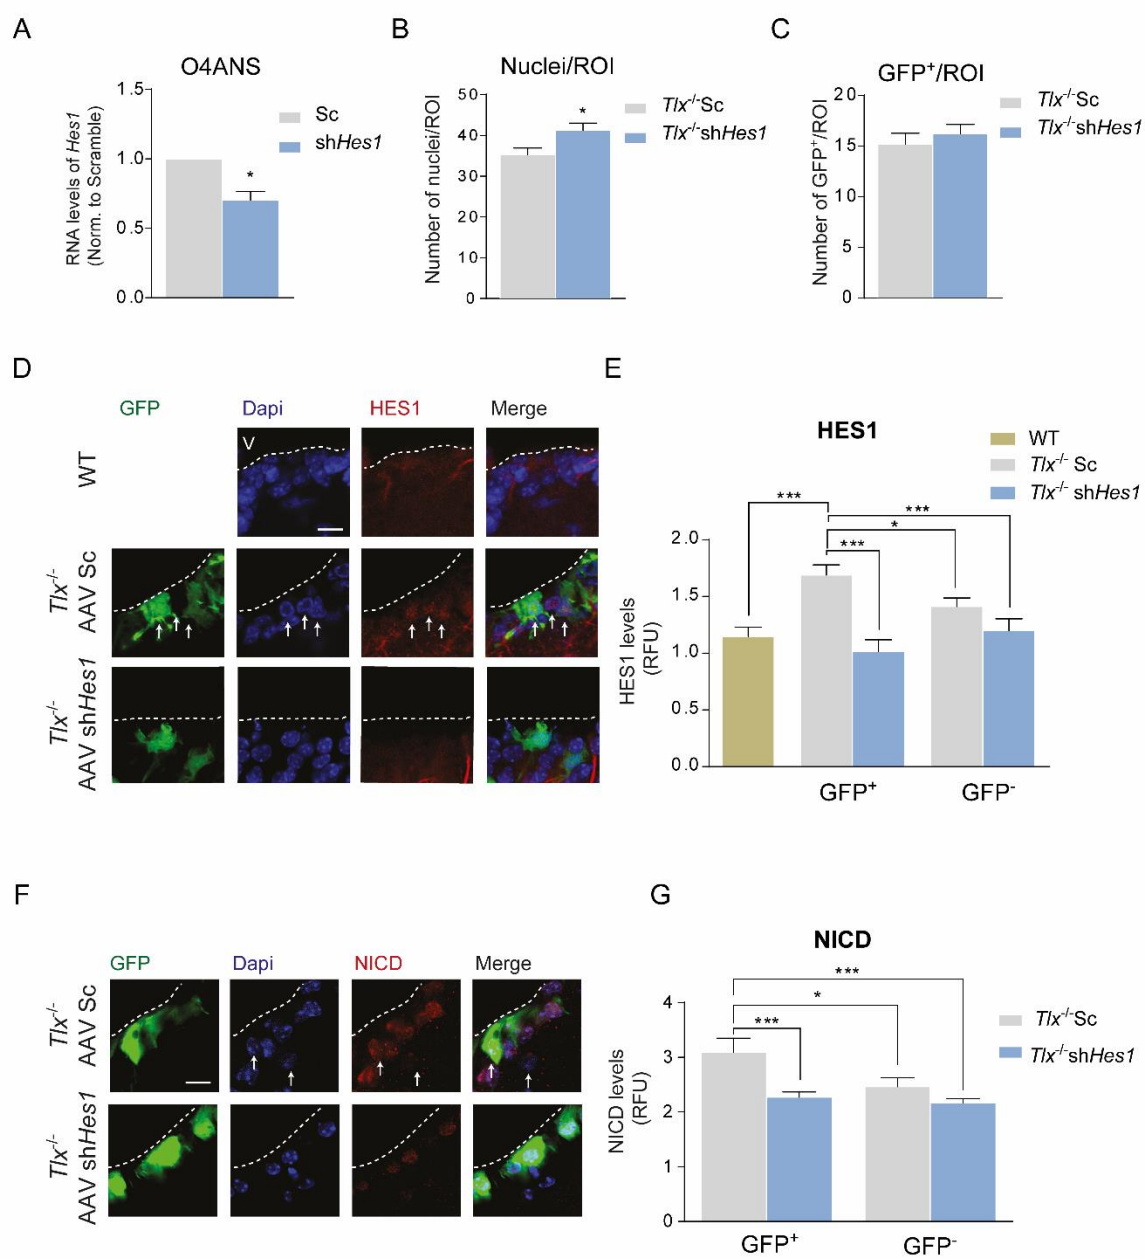 A
O4ANS
RNA levels of Hes1
(Norm. to Scramble)
1.5
1.0
0.5
0.0
*
Sc
shHes1
B
Nuclei/ROI
Number of nuclei/ROI
50
40
30
20
10
0
*
Tlx-/-Sc
Tlx-/-shHes1
C
GFP+/ROI
Number of GFP+/ROI
20
15
10
5
0
Tlx-/-Sc
Tlx-/-shHes1
D
GFP
Dapi
HES1
Merge
WT
V
Tlx-/-
AAV Sc
Tlx-/-
AAV shHes1
E
HES1
WT
Tlx-/- Sc
Tlx-/- shHes1
HES1 levels
(RFU)
2.0
1.5
1.0
0.5
0.0
***
***
*
***
GFP+
GFP-
F
GFP
Dapi
NICD
Merge
Tlx-/-
AAV Sc
Tlx-/-
AAV shHes1
G
NICD
NICD levels
(RFU)
4
3
2
1
0
***
*
***
Tlx-/-Sc
Tlx-/-shHes1
GFP+
GFP-